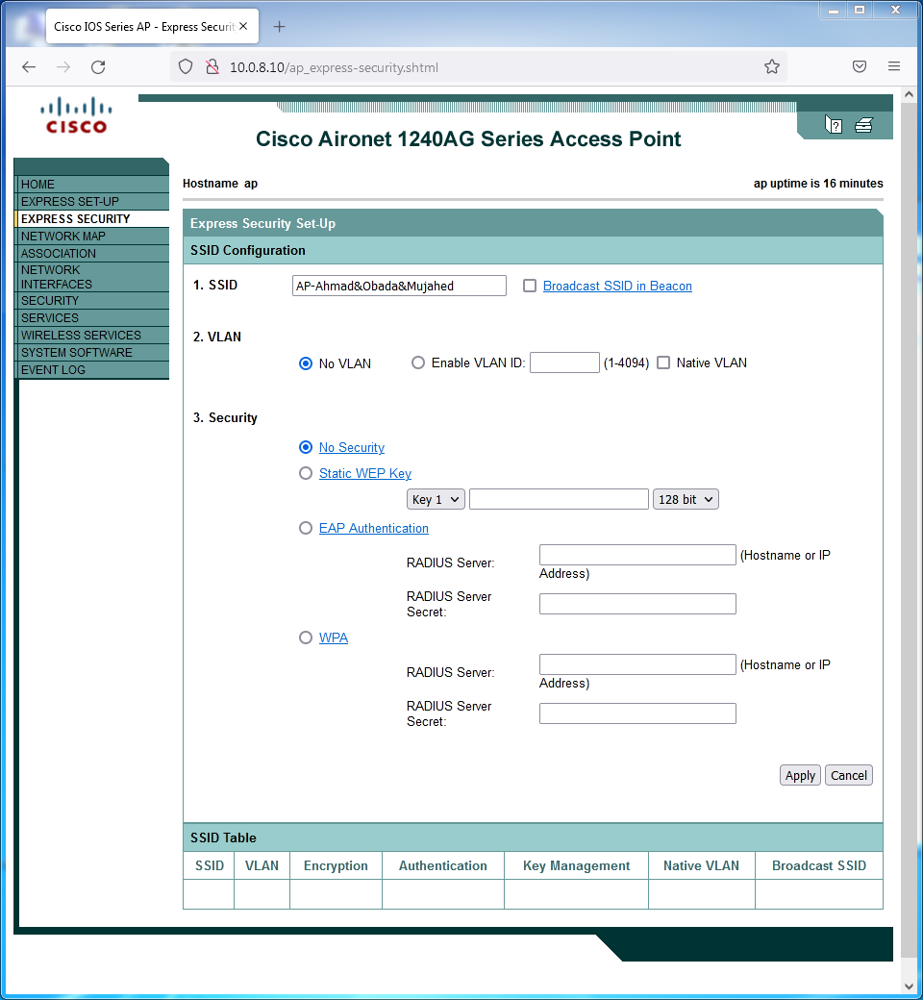 Cisco IOS Series AP - Express Securit
10.0.8.10/ap_express-security.shtml
CISCO
Cisco Aironet 1240AG Series Access Point
HOME
EXPRESS SET-UP
EXPRESS SECURITY
NETWORK MAP
ASSOCIATION
NETWORK
INTERFACES
SECURITY
SERVICES
WIRELESS SERVICES
SYSTEM SOFTWARE
EVENT LOG
Hostname ap
ap uptime is 16 minutes
Express Security Set-Up
SSID Configuration
1. SSID
AP-Ahmad&Obada&Mujahed
Broadcast SSID in Beacon
2. VLAN
No VLAN
Enable VLAN ID:
(1-4094)
Native VLAN
3. Security
No Security
Static WEP Key
Key 1
128 bit
EAP Authentication
RADIUS Server:
(Hostname or IP
Address)
RADIUS Server
Secret:
WPA
RADIUS Server:
(Hostname or IP
Address)
RADIUS Server
Secret:
Apply
Cancel
SSID Table
SSID VLAN Encryption Authentication Key Management Native VLAN Broadcast SSID